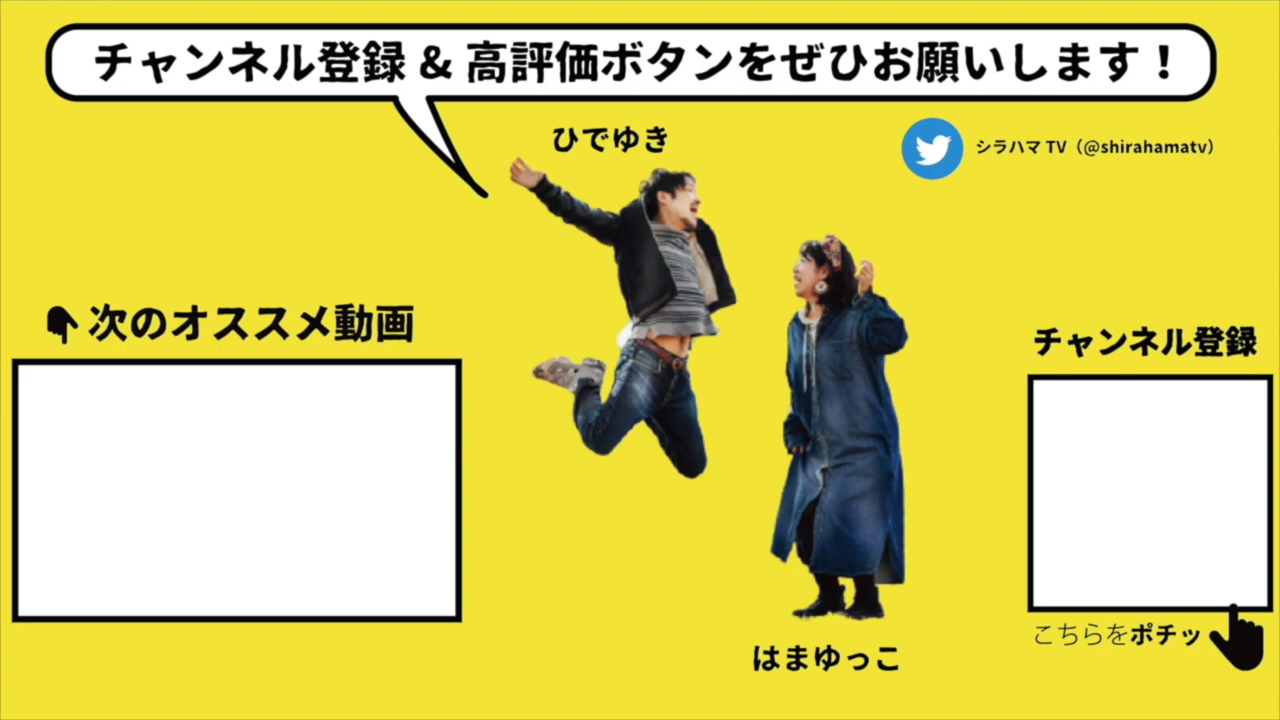 チャンネル登録 & 高評価ボタンをぜひお願いします!
ひでゆき
シラハマ TV(@shirahamatv)
次のオススメ動画
チャンネル登録
こちらをポチッ
はまゆっこ